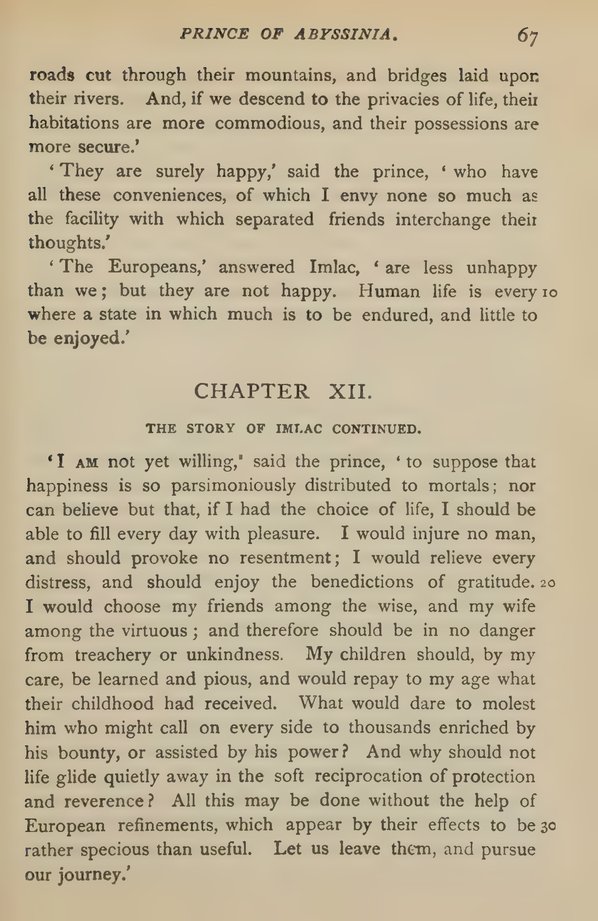 PRINCE OF ABYSSINIA. 67
roads cut through their mountains, and bridges laid upon
their rivers. And, if we descend to the privacies of life, their
habitations are more commodious, and their possessions are
more secure.’
‘ They are surely happy,’ said the prince, ‘ who have
all these conveniences, of which I envy none so much as
the facility with which separated friends interchange their
thoughts.’
‘ The Europeans,’ answered Imlac, ‘ are less unhappy
than we; but they are not happy. Human life is every 10
where a state in which much is to be endured, and little to
be enjoyed.’
CHAPTER XII.
THE STORY OF IMLAC CONTINUED.
‘I AM not yet willing,’ said the prince, ‘ to suppose that
happiness is so parsimoniously distributed to mortals; nor
can believe but that, if I had the choice of life, I should be
able to fill every day with pleasure. I would injure no man,
and should provoke no resentment; I would relieve every
distress, and should enjoy the benedictions of gratitude. 20
I would choose my friends among the wise, and my wife
among the virtuous; and therefore should be in no danger
from treachery or unkindness. My children should, by my
care, be learned and pious, and would repay to my age what
their childhood had received. What would dare to molest
him who might call on every side to thousands enriched by
his bounty, or assisted by his power? And why should not
life glide quietly away in the soft reciprocation of protection
and reverence? All this may be done without the help of
European refinements, which appear by their effects to be 30
rather specious than useful. Let us leave them, and pursue
our journey.’